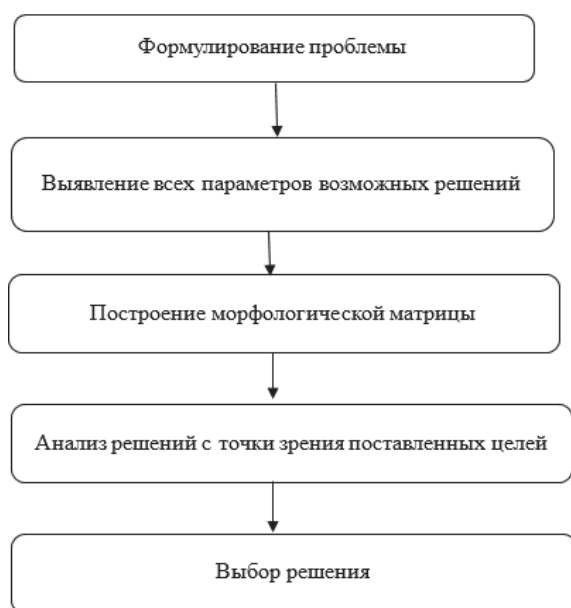 Формулирование проблемы
Выявление всех параметров возможных решений
Построение морфологической матрицы
Анализ решений с точки зрения поставленных целей
Выбор решения